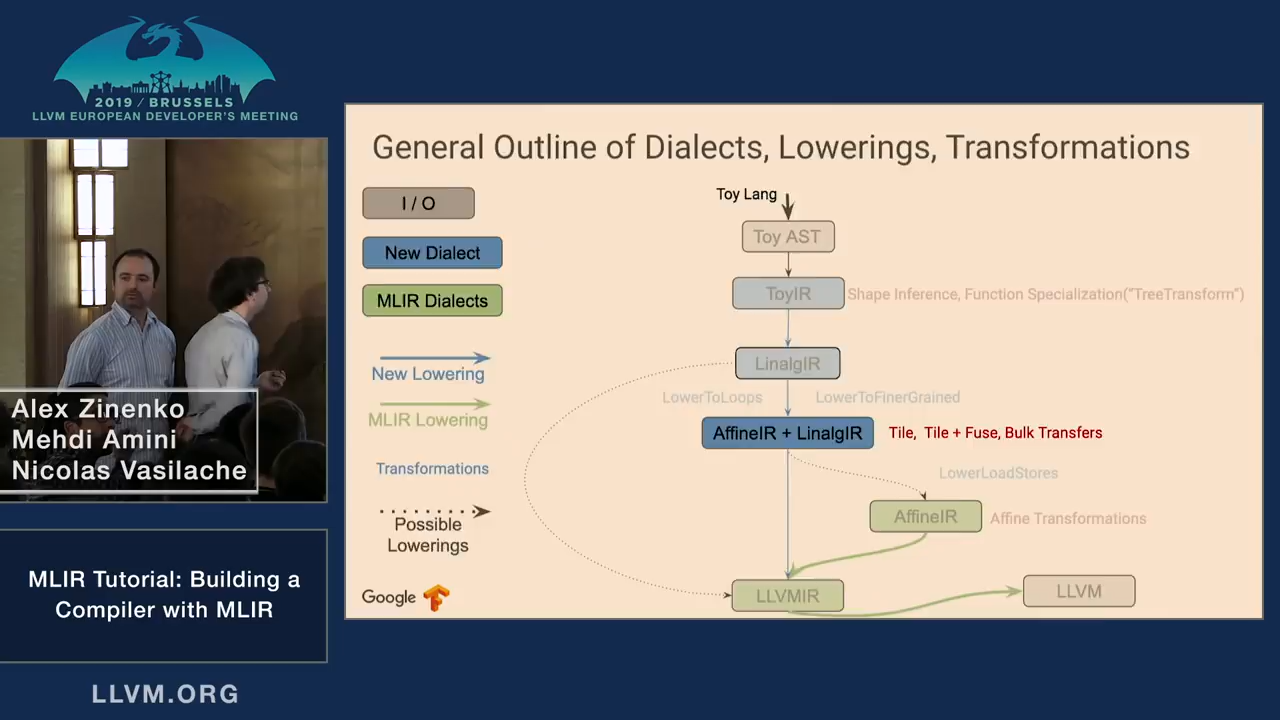 2019 / BRUSSELS
LLVM EUROPEAN DEVELOPER'S MEETING
Alex Zinenko
Mehdi Amini
Nicolas Vasilache
MLIR Tutorial: Building a
Compiler with MLIR
LLVM.ORG
General Outline of Dialects, Lowerings, Transformations
I / O
New Dialect
MLIR Dialects
New Lowering
MLIR Lowering
Transformations
Possible
Lowerings
Google
Toy Lang
Toy AST
ToyIR
Shape Inference, Function Specialization("TreeTransform")
LinalgIR
LowerToLoops
LowerToFinerGrained
AffineIR + LinalgIR
Tile, Tile + Fuse, Bulk Transfers
LowerLoadStores
AffineIR
Affine Transformations
LLVMIR
LLVM